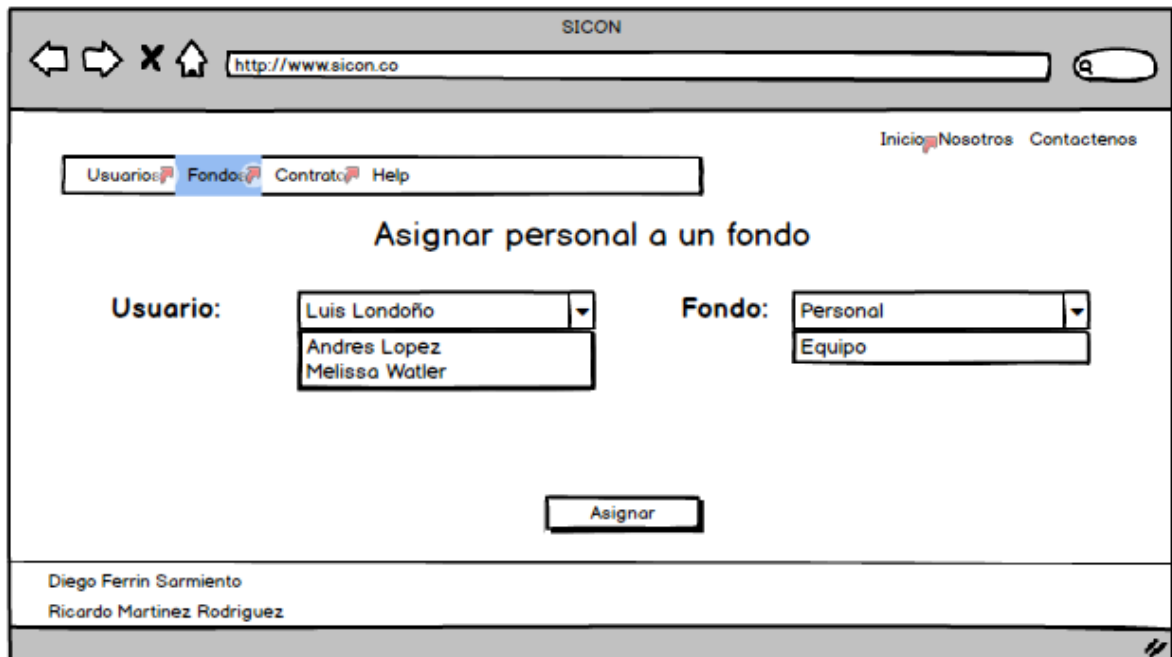 SICON
http://www.sicon.co
Inicio Nosotros Contactenos
Usuarios Fondos Contrato Help
Asignar personal a un fondo
Usuario: Luis Londoño Fondo: Personal
Andres Lopez Equipo
Melissa Watler
Asignar
Diego Ferrin Sarmiento
Ricardo Martinez Rodriguez